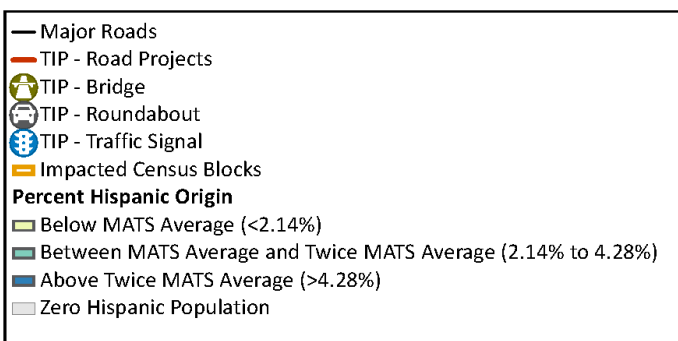 Major Roads
TIP - Road Projects
TIP - Bridge
TIP - Roundabout
TIP - Traffic Signal
Impacted Census Blocks
Percent Hispanic Origin
Below MATS Average (<2.14%)
Between MATS Average and Twice MATS Average (2.14% to 4.28%)
Above Twice MATS Average (>4.28%)
Zero Hispanic Population